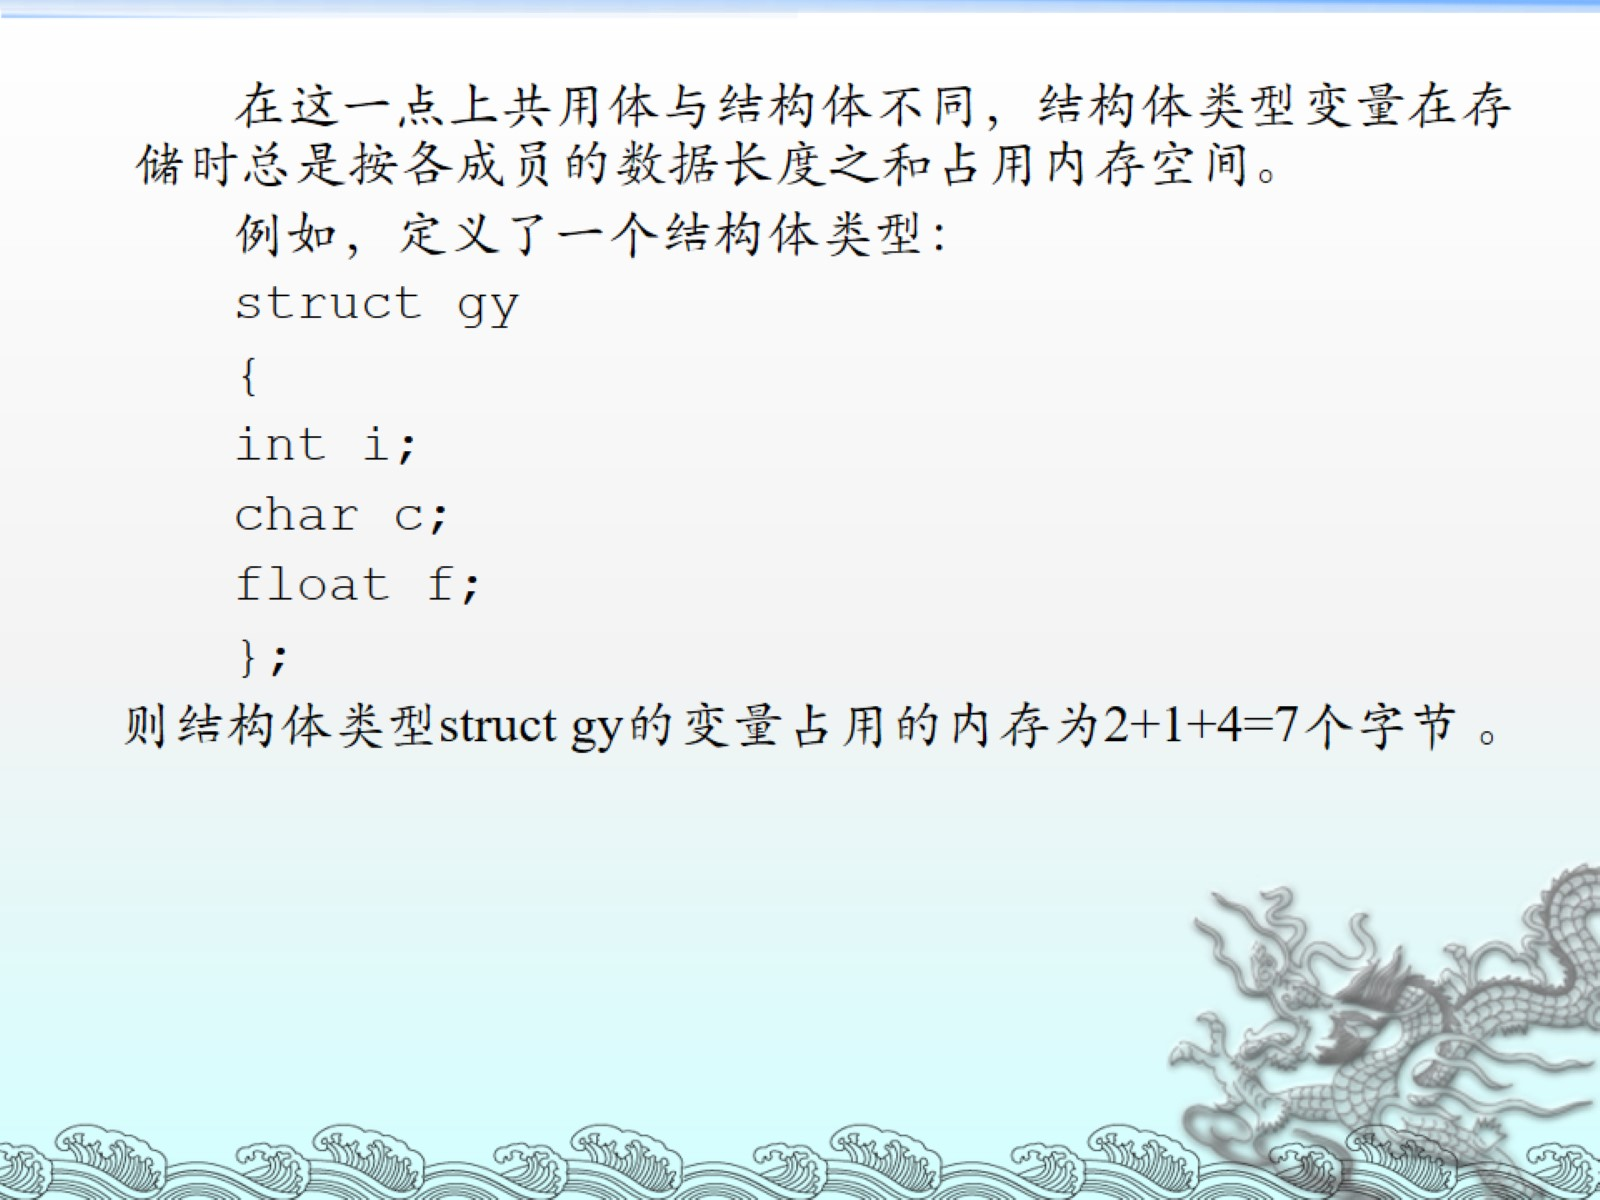 在这一点上共用体与结构体不同，结构体类型变量在存
储时总是按各成员的数据长度之和占用内存空间。
例如，定义了一个结构体类型：
struct gy
{
int i;
char c;
float f;
};
则结构体类型struct gy的变量占用的内存为2+1+4=7个字节 。